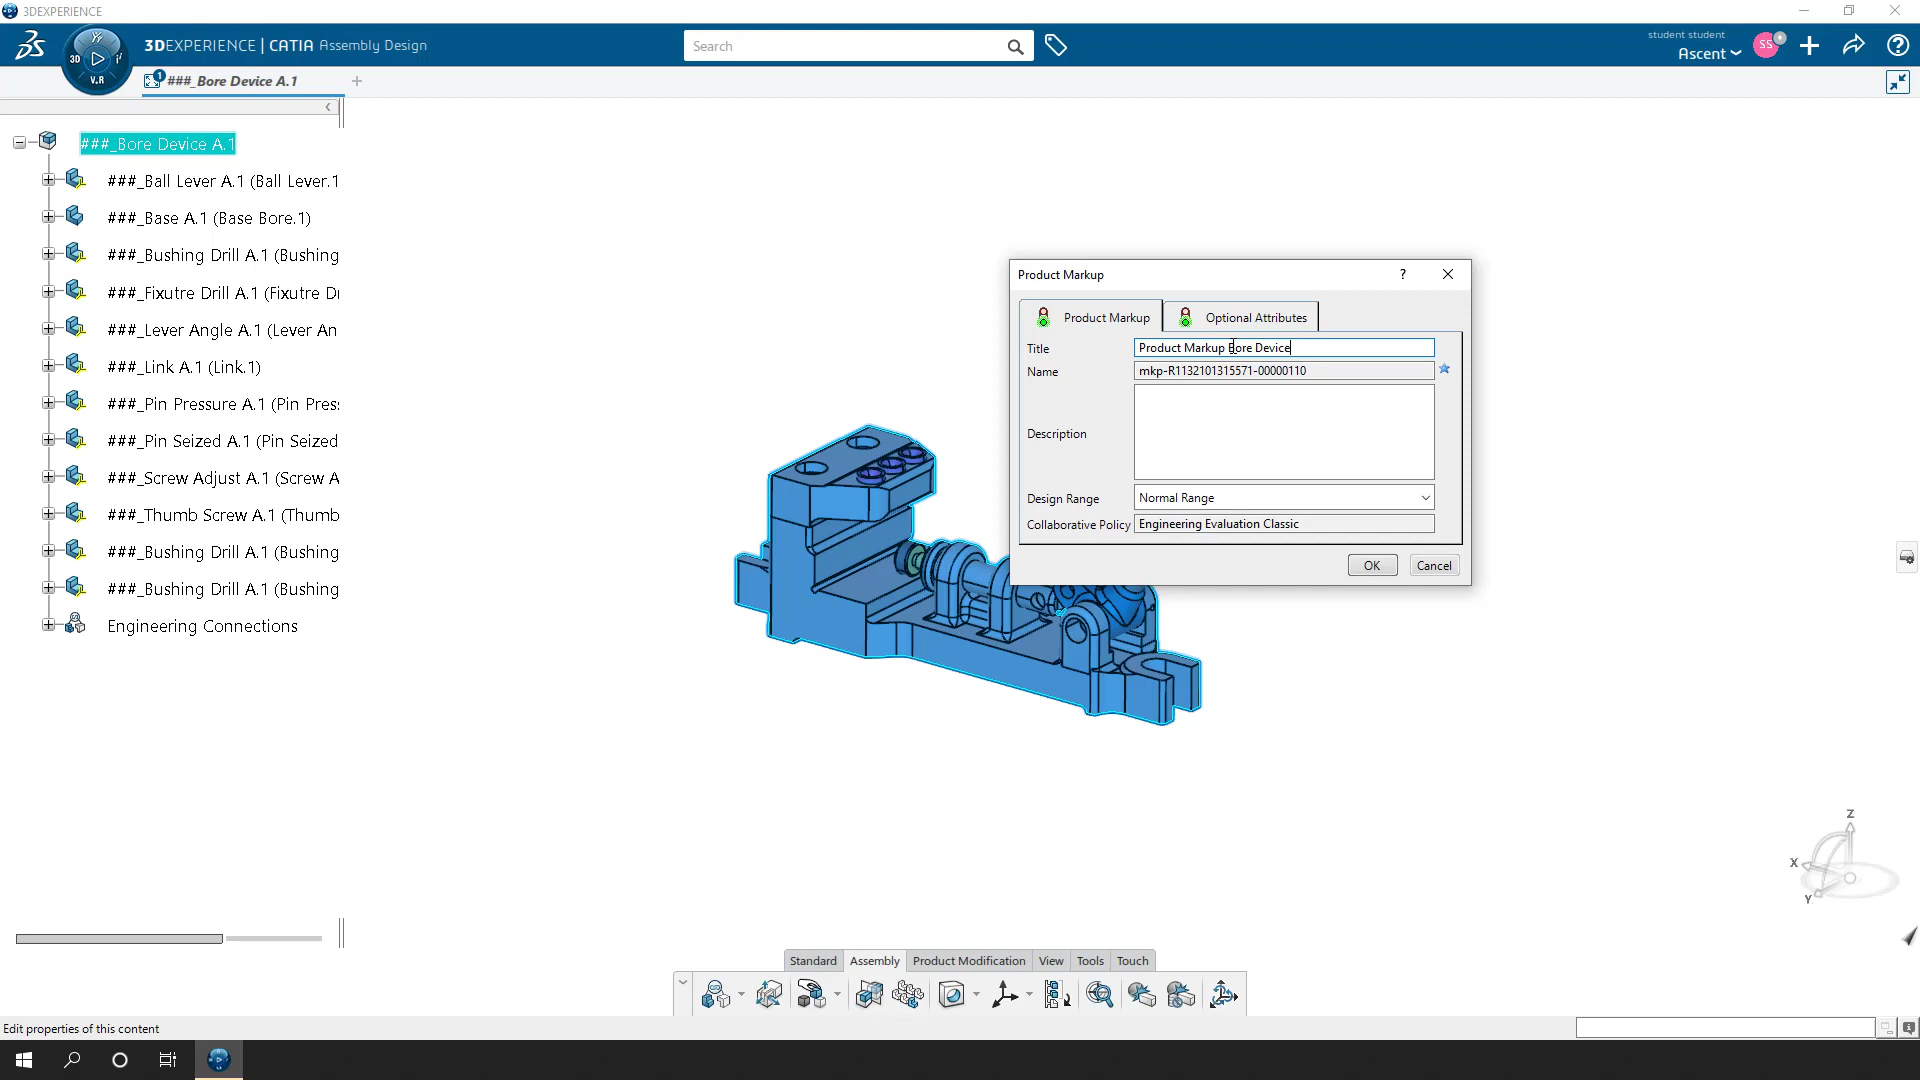 3DEXPERIENCE
3DEXPERIENCE | CATIA Assembly Design
Search
student student
Ascent
SS
3D
V.R
1
###_Bore Device A.1
###_Bore Device A.1
###_Ball Lever A.1 (Ball Lever.1
###_Base A.1 (Base Bore.1)
###_Bushing Drill A.1 (Bushing
###_Fixutre Drill A.1 (Fixutre Dr
###_Lever Angle A.1 (Lever An
###_Link A.1 (Link.1)
###_Pin Pressure A.1 (Pin Press
###_Pin Seized A.1 (Pin Seized
###_Screw Adjust A.1 (Screw A
###_Thumb Screw A.1 (Thumb
###_Bushing Drill A.1 (Bushing
###_Bushing Drill A.1 (Bushing
Engineering Connections
Product Markup
?
Product Markup
Optional Attributes
Title
Product Markup Bore Device
Name
mkp-R1132101315571-00000110
Description
Design Range
Normal Range
Collaborative Policy
Engineering Evaluation Classic
OK
Cancel
Z
X
Y
Standard
Assembly
Product Modification
View
Tools
Touch
Edit properties of this content